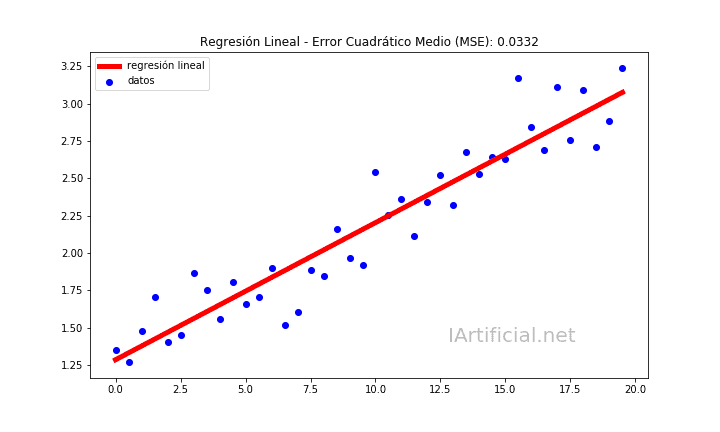 Regresión Lineal - Error Cuadrático Medio (MSE): 0.0332
regresión lineal
datos
3.25
3.00
2.75
2.50
2.25
2.00
1.75
1.50
1.25
IArtificial.net
0.0 2.5 5.0 7.5 10.0 12.5 15.0 17.5 20.0